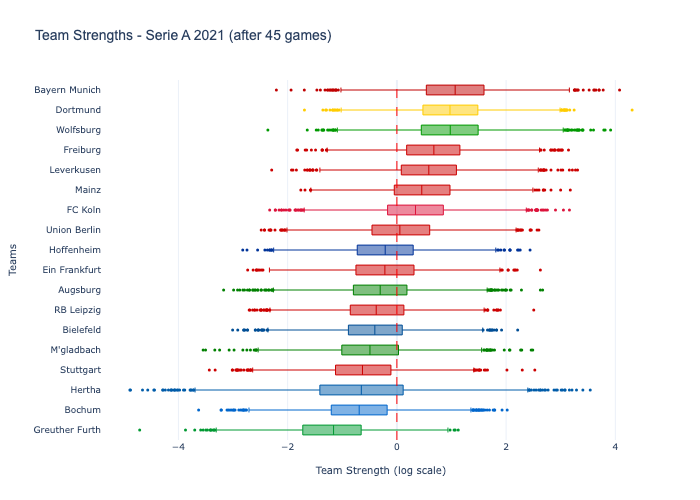 Team Strengths - Serie A 2021 (after 45 games)
Bayern Munich
Dortmund
Wolfsburg
Freiburg
Leverkusen
Mainz
FC Koln
Union Berlin
Hoffenheim
Ein Frankfurt
Augsburg
RB Leipzig
Bielefeld
M'gladbach
Stuttgart
Hertha
Bochum
Greuther Furth
Teams
−4 −2 0 2 4
Team Strength (log scale)